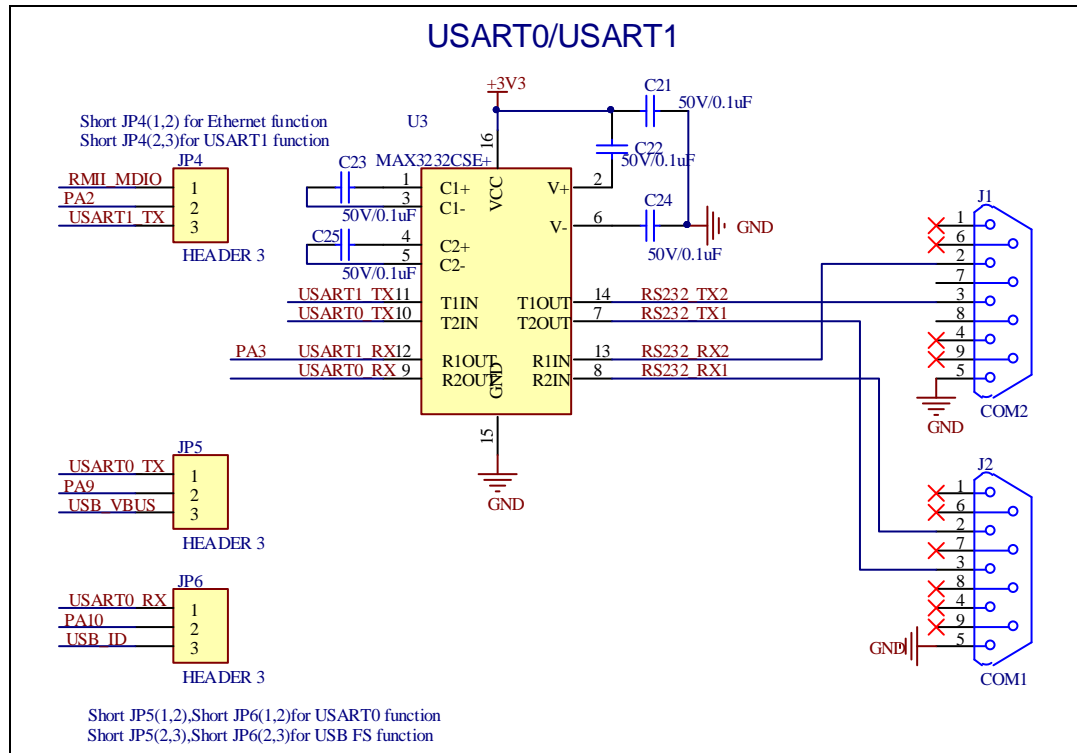 USART0/USART1
Short JP4(1,2) for Ethernet function
Short JP4(2,3)for USART1 function
JP4
RMII_MDIO 1
PA2 2
USART1_TX 3
HEADER 3
+3V3
U3
MAX3232CSE+
16
VCC
C21
50V/0.1uF
C22
50V/0.1uF
C23
50V/0.1uF
C24
50V/0.1uF
C25
50V/0.1uF
GND
1 C1+
3 C1-
4 C2+
5 C2-
V+ 2
V- 6
USART1_TX 11 T1IN
USART0_TX 10 T2IN
PA3 USART1_RX 12 R1OUT
USART0_RX 9 R2OUT
T1OUT 14 RS232_TX2
T2OUT 7 RS232_TX1
R1IN 13 RS232_RX2
R2IN 8 RS232_RX1
GND
15
GND
J1
1
6
2
7
3
8
4
9
5
GND
COM2
JP5
USART0_TX 1
PA9 2
USB_VBUS 3
HEADER 3
J2
1
6
2
7
3
8
4
9
5
GND
COM1
JP6
USART0_RX 1
PA10 2
USB_ID 3
HEADER 3
Short JP5(1,2),Short JP6(1,2)for USART0 function
Short JP5(2,3),Short JP6(2,3)for USB FS function